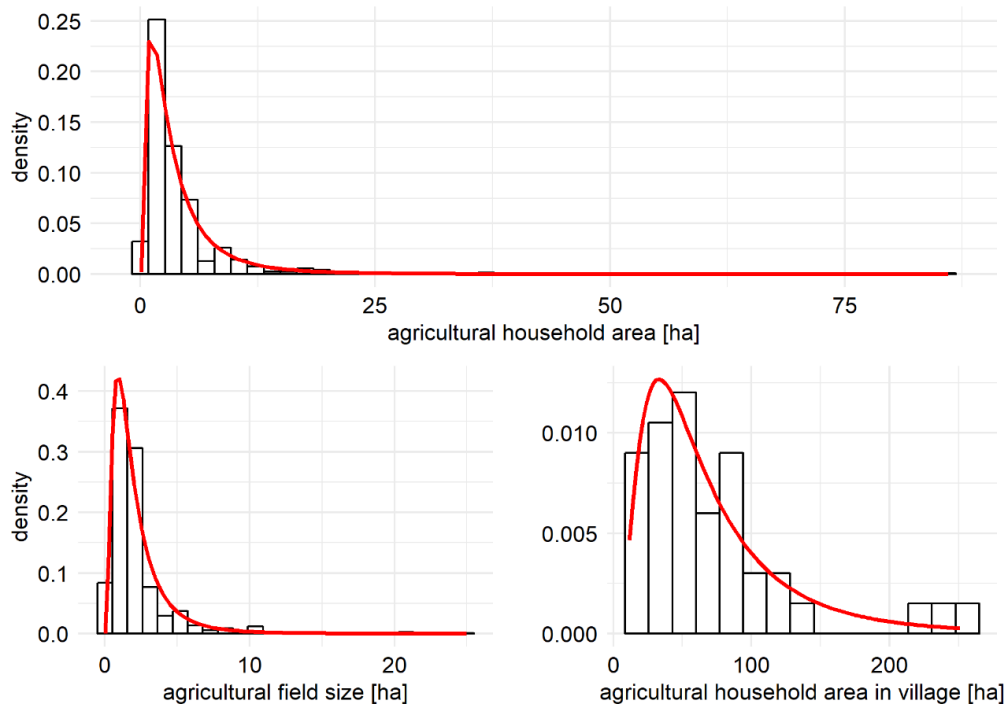 0.25
0.20
0.15
0.10
0.05
0.00
density
0 25 50 75
agricultural household area [ha]
0.4
0.3
0.2
0.1
0.0
density
0 10 20
agricultural field size [ha]
0.010
0.005
0.000
0 100 200
agricultural household area in village [ha]